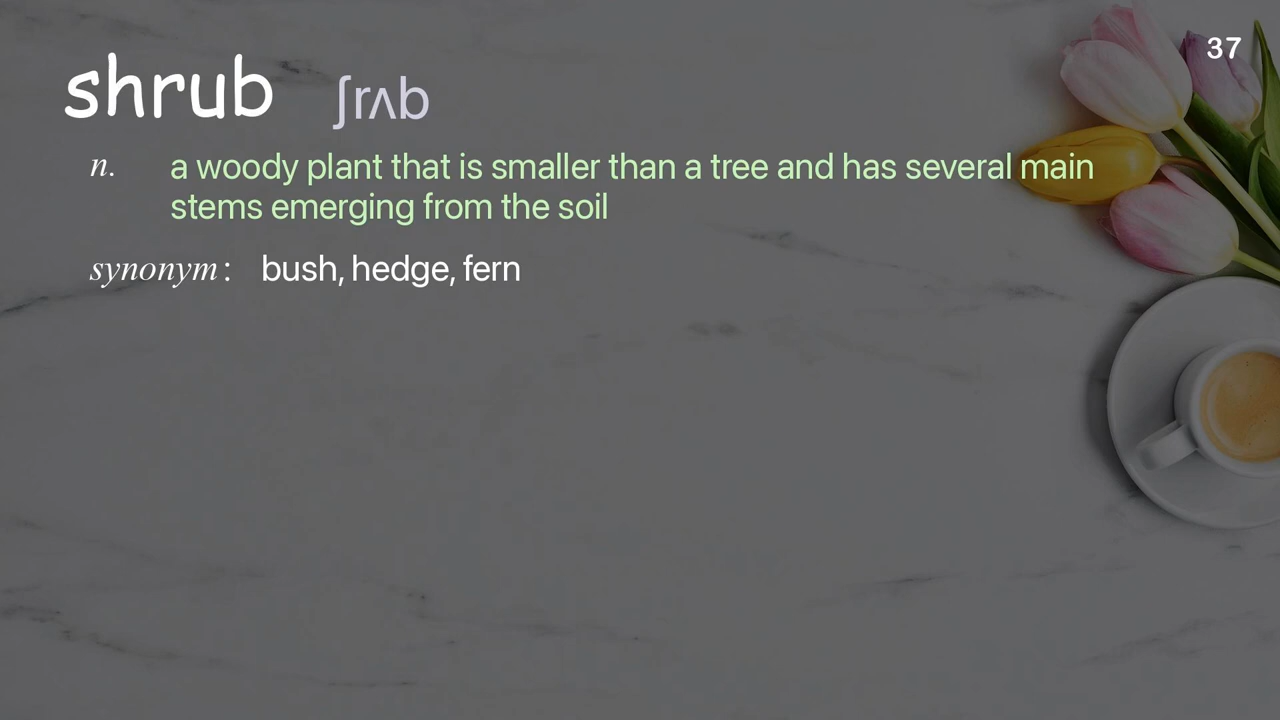 37
shrub ʃrʌb
n. a woody plant that is smaller than a tree and has several main
stems emerging from the soil
synonym: bush, hedge, fern